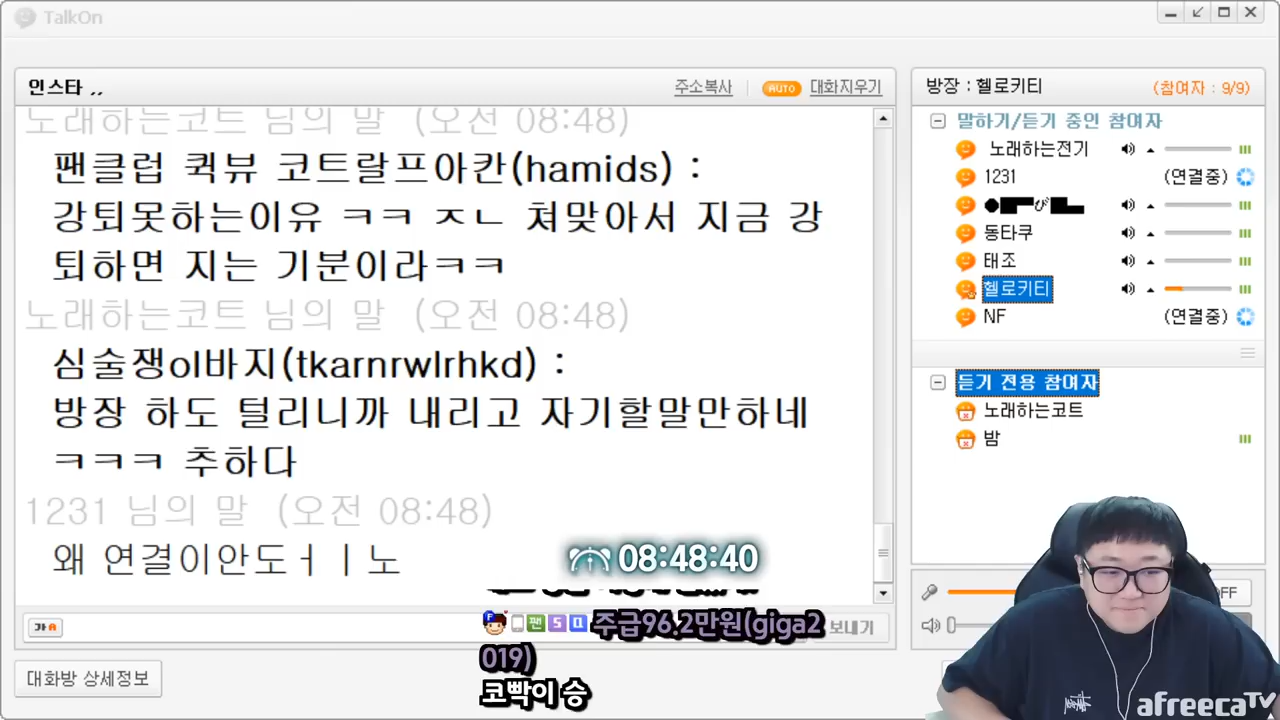 TalkOn
인스타 ,,
주소복사
AUTO
대화지우기
노래하는코트 님의 말 (오전 08:48)
팬클럽 퀵뷰 코트랄프아칸(hamids) :
강퇴못하는이유 ㅋㅋ ㅈㄴ 쳐맞아서 지금 강
퇴하면 지는 기분이라ㅋㅋ
노래하는코트 님의 말 (오전 08:48)
심술쟁이바지(tkarnrwlrhkd) :
방장 하도 털리니까 내리고 자기할말만하네
ㅋㅋㅋ 추하다
1231 님의 말 (오전 08:48)
왜 연결이안도ㅓㅣ노
08:48:40
가A
보내기
팬 S
주급96.2만원(giga2
019)
코빡이 승
대화방 상세정보
방장 : 헬로키티
(참여자 : 9/9)
말하기/듣기 중인 참여자
노래하는전기
1231
(연결중)
동타쿠
태조
헬로키티
NF
(연결중)
듣기 전용 참여자
노래하는코트
밤
afreecaTV